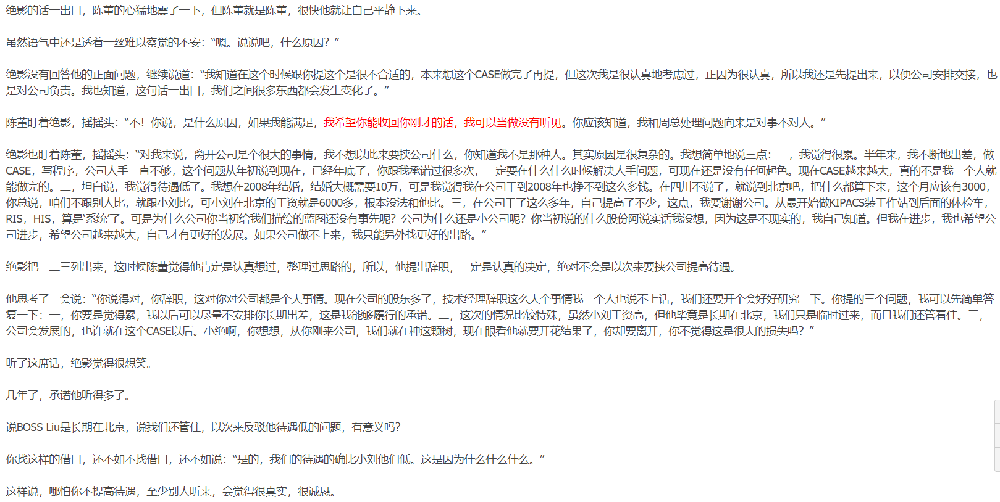 绝影的话一出口，陈董的心猛地震了一下，但陈董就是陈董，很快他就让自己平静下来。
虽然语气中还是透着一丝难以察觉的不安：“嗯。说说吧，什么原因？”
绝影没有回答他的正面问题，继续说道：“我知道在这个时候跟你提这个是很不合适的，本来想这个CASE做完了再提，但这次我是很认真地考虑过，正因为很认真，所以我还是先提出来，以便公司安排交接，也
是对公司负责。我也知道，这句话一出口，我们之间很多东西都会发生变化了。”
陈董盯着绝影，摇摇头：“不！你说，是什么原因，如果我能满足，我希望你能收回你刚才的话，我可以当做没有听见。你应该知道，我和周总处理问题向来是对事不对人。”
绝影也盯着陈董，摇摇头：“对我来说，离开公司是个很大的事情，我不想以此来要挟公司什么，你知道我不是那种人。其实原因是很复杂的。我想简单地说三点：一，我觉得很累。半年来，我不断地出差，做
CASE，写程序，公司人手一直不够，这个问题从年初说到现在，已经年底了，你跟我承诺过很多次，一定要在什么什么时候解决人手问题，可现在还是没有任何起色。现在CASE越来越大，真的不是我一个人就
能做完的。二，坦白说，我觉得待遇低了。我想在2008年结婚，结婚大概需要10万，可是我觉得我在公司干到2008年也挣不到这么多钱。在四川不说了，就说到北京吧，把什么都算下来，这个月应该有3000，
你总说，咱们不跟别人比，就跟小刘比，可小刘在北京的工资就是6000多，根本没法和他比。三，在公司干了这么多年，自己提高了不少，这点，我要谢谢公司。从最开始做KIPACS装工作站到后面的体检车，
RIS，HIS，算是‘系统’了。可是为什么公司你当初给我们描绘的蓝图还没有事先呢？公司为什么还是小公司呢？你当初说的什么股份阿说实话我没想，因为这是不现实的，我自己知道。但我在进步，我也希望公
司进步，希望公司越来越大，自己才有更好的发展。如果公司做不上来，我只能另外找更好的出路。”
绝影把一二三列出来，这时候陈董觉得他肯定是认真想过，整理过思路的，所以，他提出辞职，一定是认真的决定，绝对不会是以次来要挟公司提高待遇。
他思考了一会说：“你说得对，你辞职，这对你对公司都是个大事情。现在公司的股东多了，技术经理辞职这么大个事情我一个人也说不上话，我们还要开个会好好研究一下。你提的三个问题，我可以先简单答
复一下：一，你要是觉得累，我以后可以尽量不安排你长期出差，这是我能够履行的承诺。二，这次的情况比较特殊，虽然小刘工资高，但他毕竟是长期在北京，我们只是临时过来，而且我们还管着住。三，
公司会发展的，也许就在这个CASE以后。小绝啊，你想想，从你刚来公司，我们就在种这颗树，现在眼看他就要开花结果了，你却要离开，你不觉得这是很大的损失吗？”
听了这席话，绝影觉得很想笑。
几年了，承诺他听得多了。
说BOSS Liu是长期在北京，说我们还管住，以次来反驳他待遇低的问题，有意义吗？
你找这样的借口，还不如不找借口，还不如说：“是的，我们的待遇的确比小刘他们低。这是因为什么什么什么。”
这样说，哪怕你不提高待遇，至少别人听来，会觉得很真实，很诚恳。